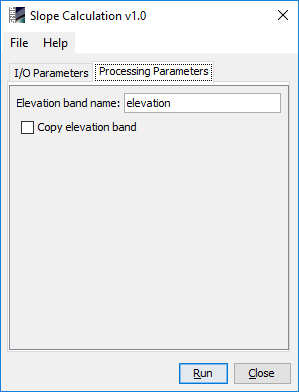 Slope Calculation v1.0
File Help
I/O Parameters Processing Parameters
Elevation band name: elevation
Copy elevation band
Run Close